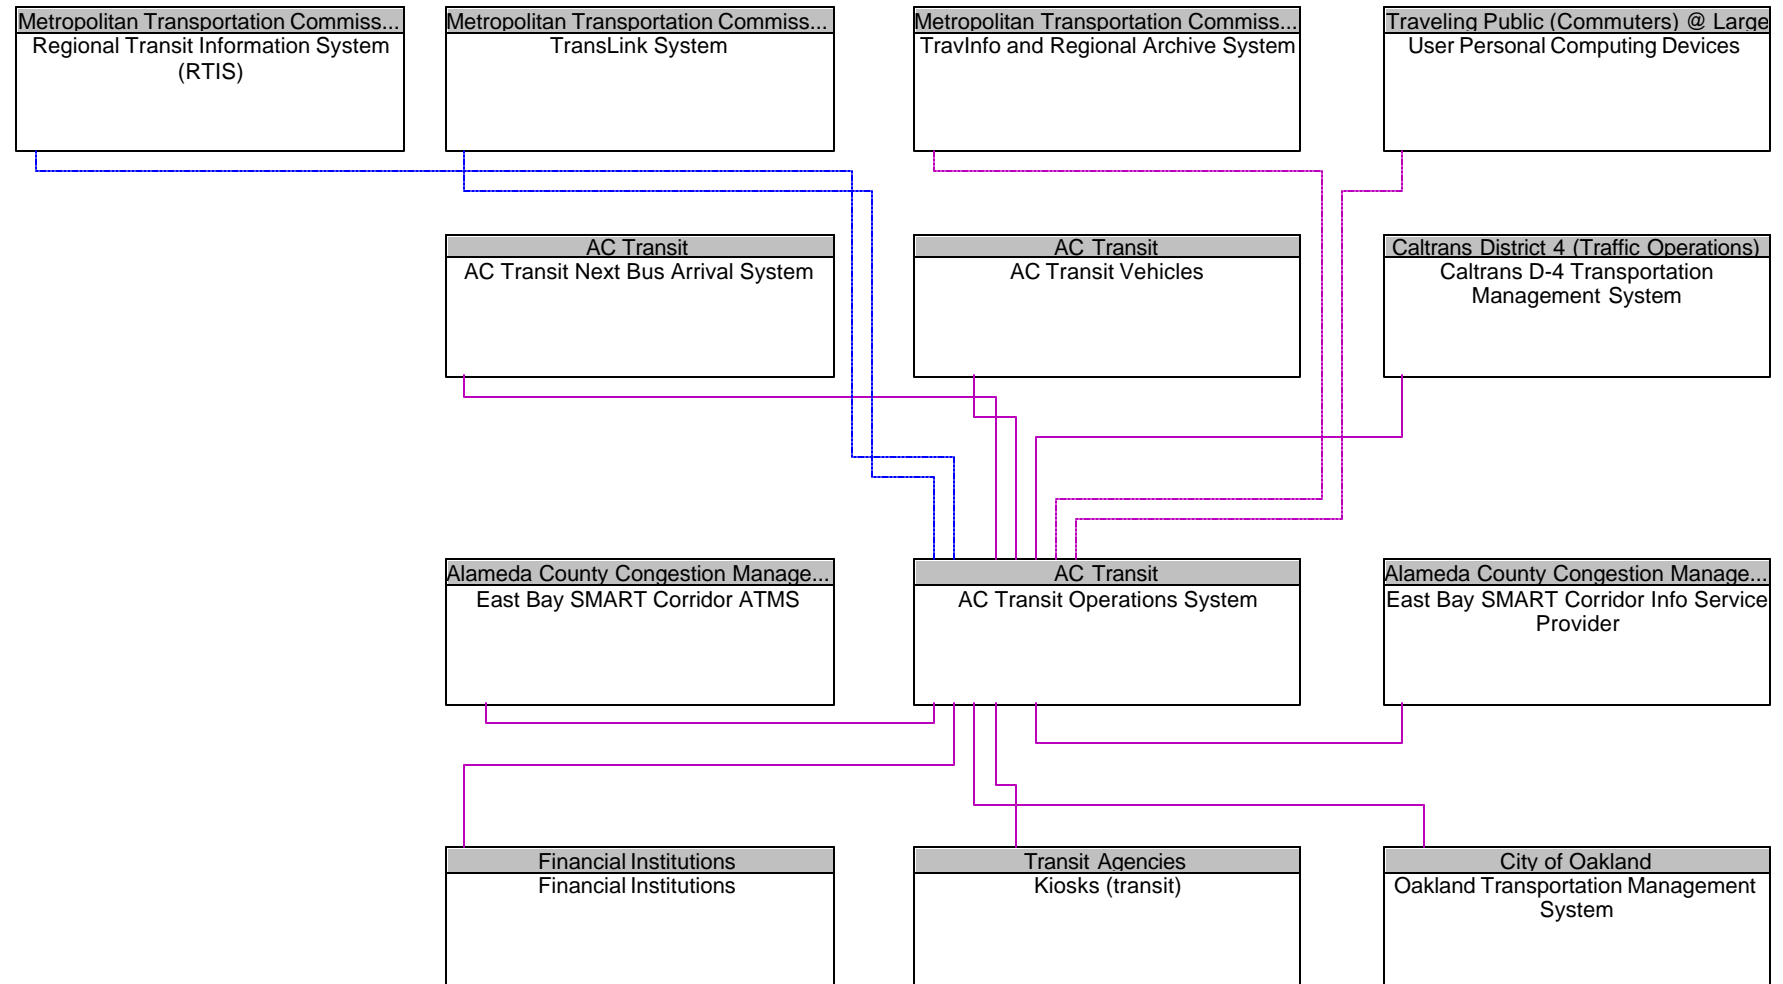 Metropolitan Transportation Commiss...
Regional Transit Information System
(RTIS)
Metropolitan Transportation Commiss...
TransLink System
Metropolitan Transportation Commiss...
TravInfo and Regional Archive System
Traveling Public (Commuters) @ Large
User Personal Computing Devices
AC Transit
AC Transit Next Bus Arrival System
AC Transit
AC Transit Vehicles
Caltrans District 4 (Traffic Operations)
Caltrans D-4 Transportation
Management System
Alameda County Congestion Manage...
East Bay SMART Corridor ATMS
AC Transit
AC Transit Operations System
Alameda County Congestion Manage...
East Bay SMART Corridor Info Service
Provider
Financial Institutions
Financial Institutions
Transit Agencies
Kiosks (transit)
City of Oakland
Oakland Transportation Management
System